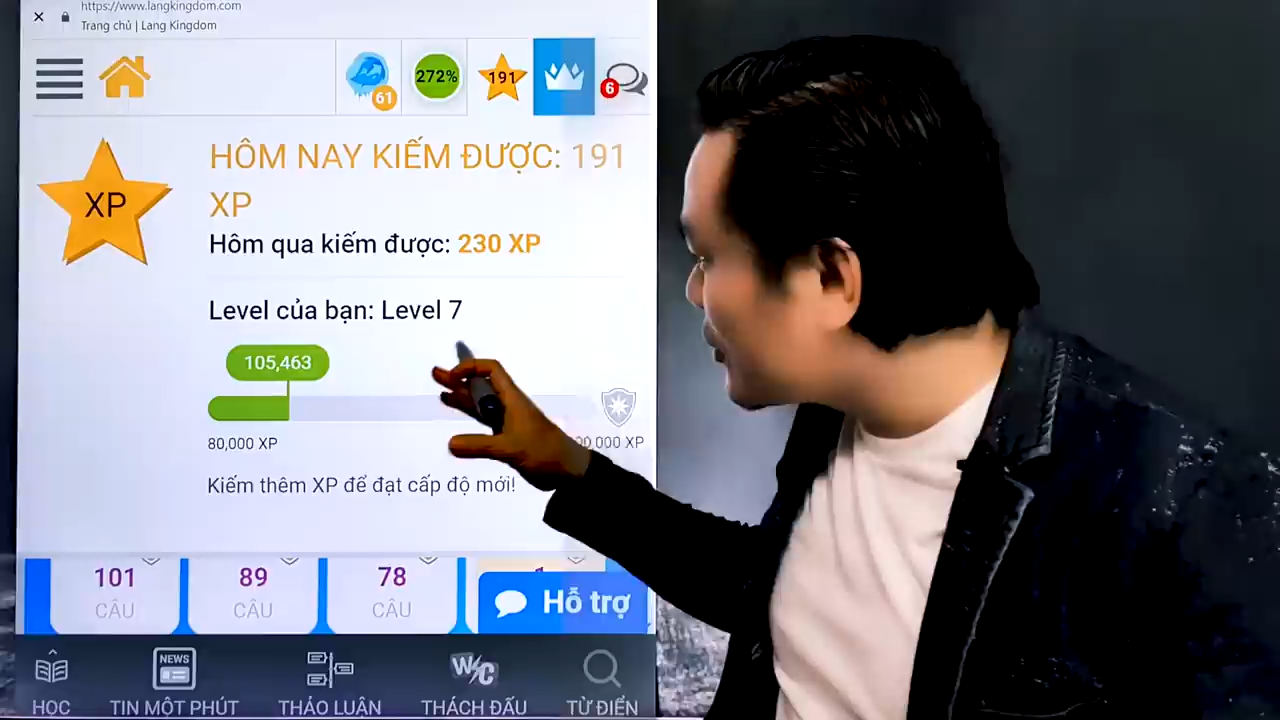 https://www.langkingdom.com
Trang chủ | Lang Kingdom
61
272%
191
6
XP
HÔM NAY KIẾM ĐƯỢC: 191
XP
Hôm qua kiếm được: 230 XP
Level của bạn: Level 7
105,463
80,000 XP
000 XP
Kiếm thêm XP để đạt cấp độ mới!
101
89
78
CÂU
CÂU
CÂU
Hỗ trợ
NEWS
W/C
HỌC
TIN MỘT PHÚT
THẢO LUẬN
THÁCH ĐẤU
TỪ ĐIỂN